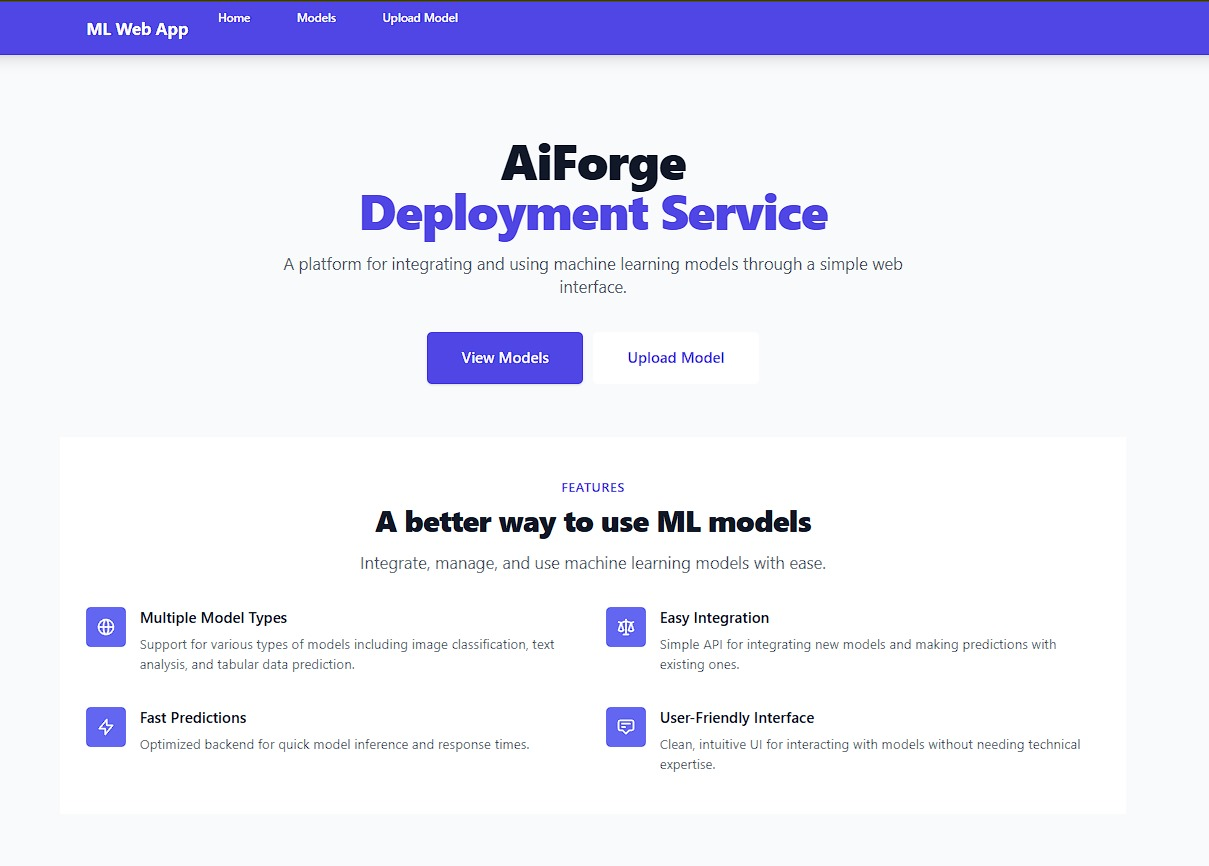 ML Web App
Home
Models
Upload Model
AiForge
Deployment Service
A platform for integrating and using machine learning models through a simple web
interface.
View Models
Upload Model
FEATURES
A better way to use ML models
Integrate, manage, and use machine learning models with ease.
Multiple Model Types
Support for various types of models including image classification, text
analysis, and tabular data prediction.
Easy Integration
Simple API for integrating new models and making predictions with
existing ones.
Fast Predictions
Optimized backend for quick model inference and response times.
User-Friendly Interface
Clean, intuitive UI for interacting with models without needing technical
expertise.